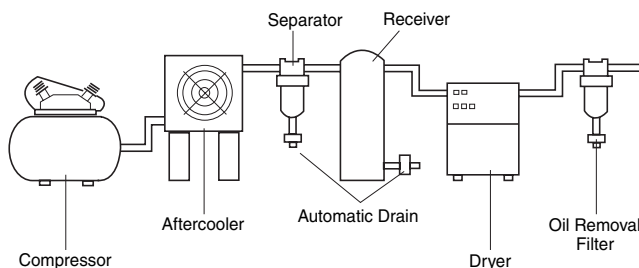 Separator
Receiver
Aftercooler
Automatic Drain
Compressor
Dryer
Oil Removal
Filter